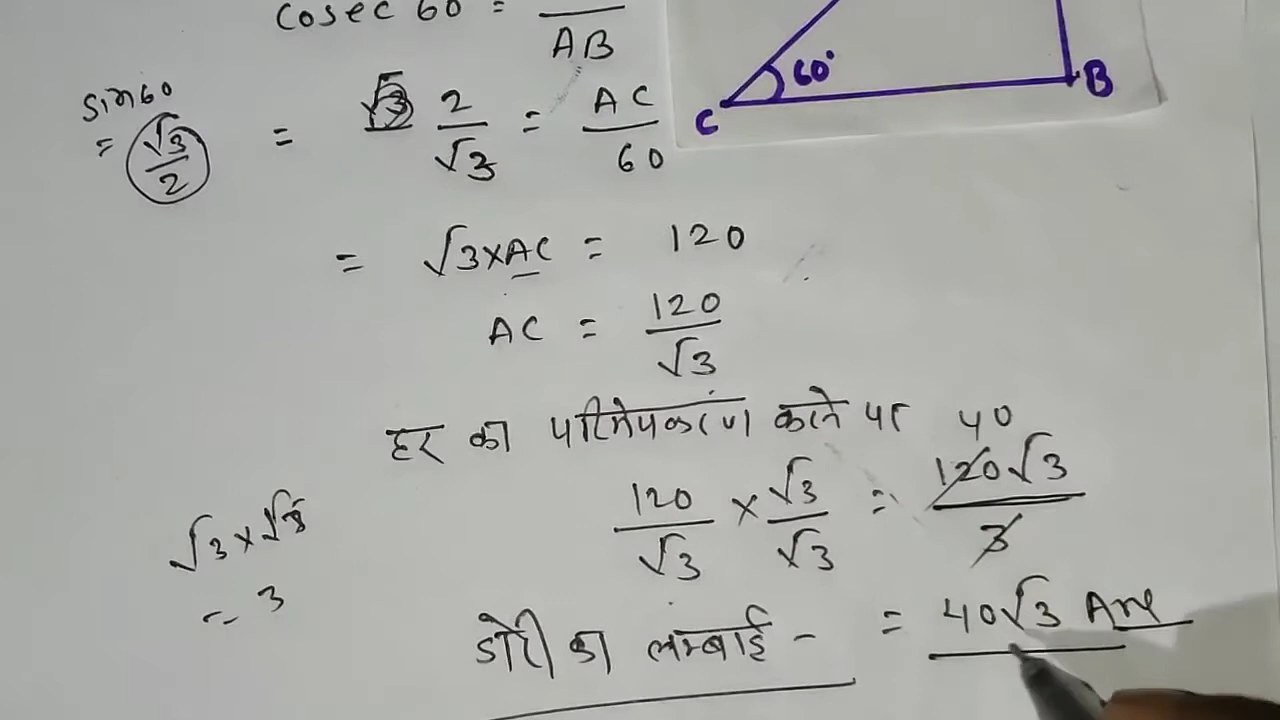 cosec 60 = /AB
60°
B
C
sin60
= √3/2
= 2/√3 = AC/60
= √3×AC = 120
AC = 120/√3
हर का परिमेयकरण करने पर
40
120/√3 × √3/√3 = 120√3/3
√3×√3
= 3
डोरी का लम्बाई - = 40√3 Ans